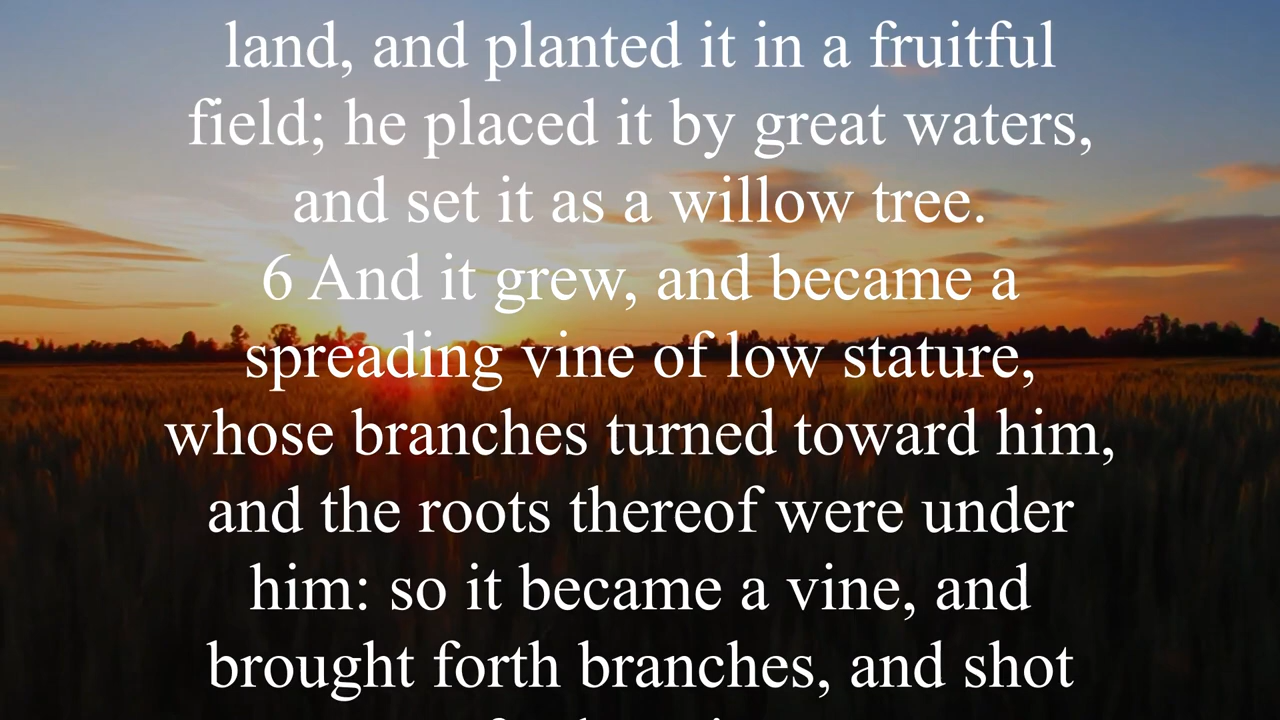 land, and planted it in a fruitful
field; he placed it by great waters,
and set it as a willow tree.
6 And it grew, and became a
spreading vine of low stature,
whose branches turned toward him,
and the roots thereof were under
him: so it became a vine, and
brought forth branches, and shot